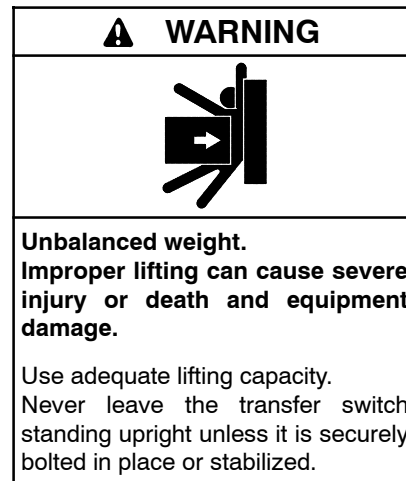 WARNING
Unbalanced weight.
Improper lifting can cause severe
injury or death and equipment
damage.
Use adequate lifting capacity.
Never leave the transfer switch
standing upright unless it is securely
bolted in place or stabilized.